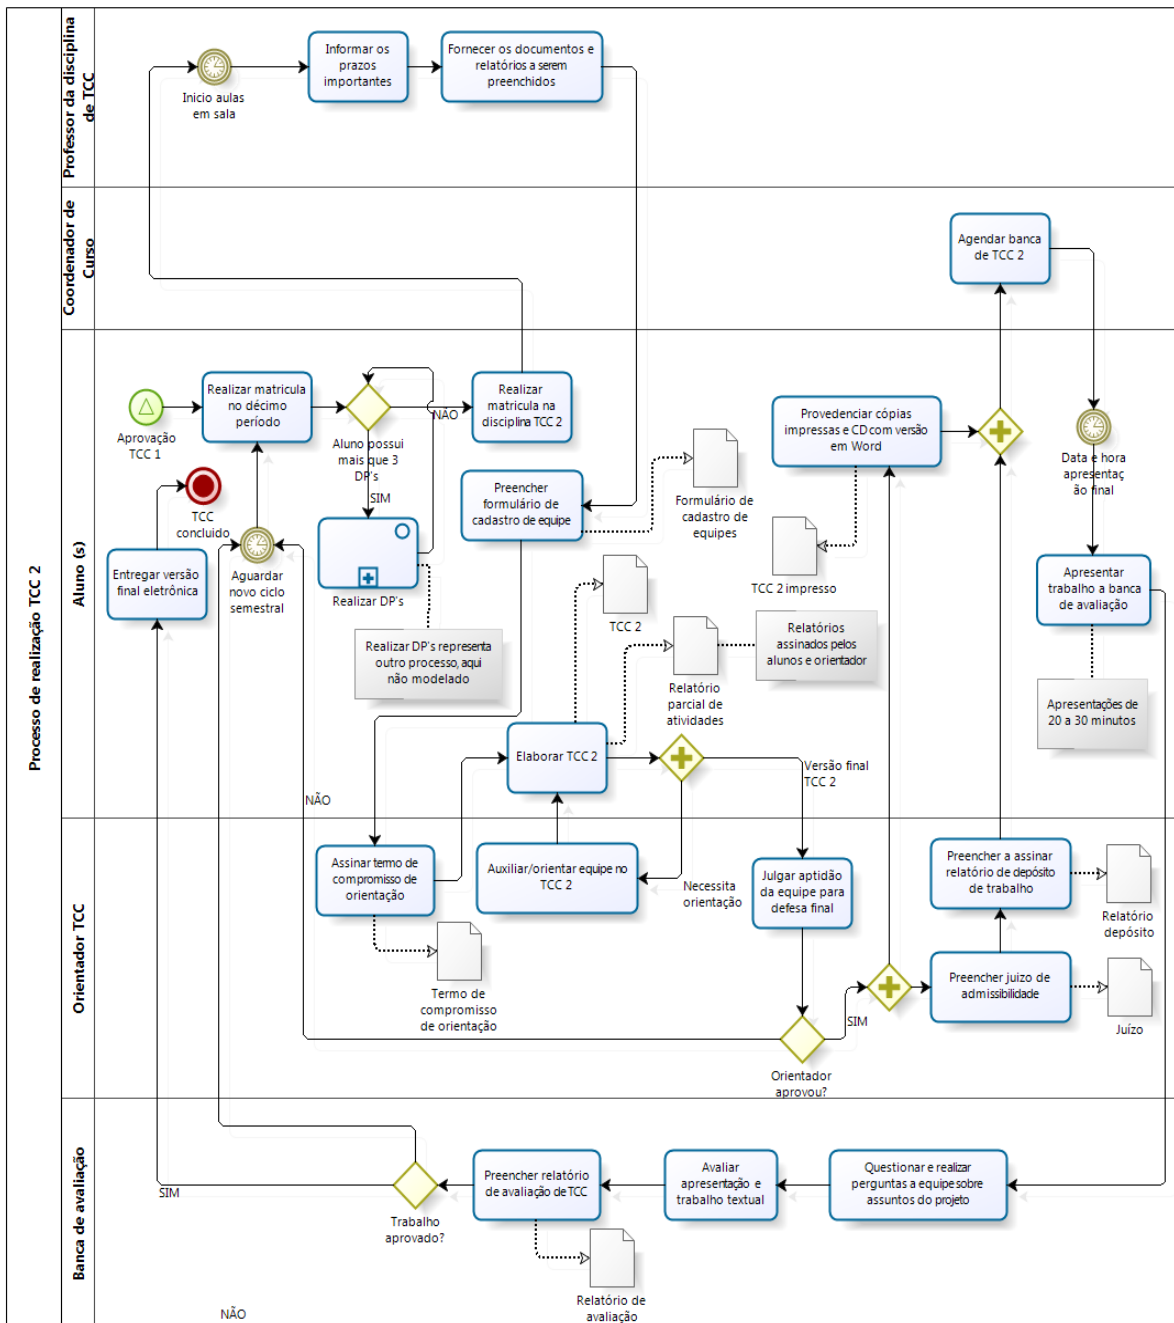 Processo de realização TCC 2
Professor da disciplina
de TCC
Inicio aulas
em sala
Informar os
prazos
importantes
Fornecer os documentos e
relatórios a serem
preenchidos
Coordenador de
Curso
Agendar banca
de TCC 2
Aluno (s)
Aprovação
TCC 1
Realizar matricula
no décimo
período
Aluno possui
mais que 3
DP's
NÃO
SIM
Realizar
matricula na
disciplina TCC 2
Provedenciar cópias
impressas e CD com versão
em Word
Data e hora
apresentaç
ão final
TCC
concluido
Preencher
formulário de
cadastro de equipe
Formulário de
cadastro de
equipes
Entregar versão
final eletrônica
Aguardar
novo ciclo
semestral
Realizar DP's
TCC 2 impresso
Apresentar
trabalho a banca
de avaliação
Realizar DP's representa
outro processo, aqui
não modelado
TCC 2
Relatório
parcial de
atividades
Relatórios
assinados pelos
alunos e orientador
Apresentações de
20 a 30 minutos
Elaborar TCC 2
Versão final
TCC 2
NÃO
Orientador TCC
Assinar termo de
compromisso de
orientação
Auxiliar/orientar equipe no
TCC 2
Necessita
orientação
Julgar aptidão
da equipe para
defesa final
Preencher a assinar
relatório de depósito
de trabalho
Relatório
depósito
Termo de
compromisso
de orientação
Preencher juizo de
admissibilidade
Juízo
SIM
Orientador
aprovou?
Banca de avaliação
SIM
Trabalho
aprovado?
Preencher relatório
de avaliação de TCC
Avaliar
apresentação e
trabalho textual
Questionar e realizar
perguntas a equipe sobre
assuntos do projeto
Relatório de
avaliação
NÃO